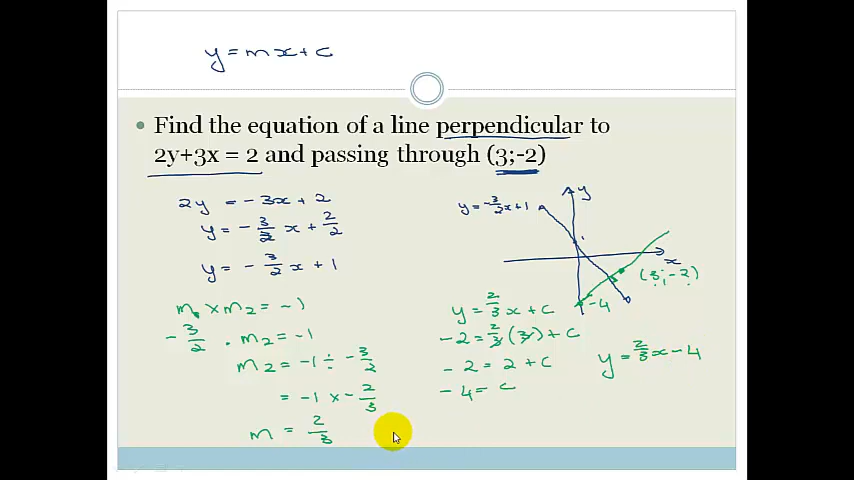 y = mx + c
• Find the equation of a line perpendicular to
2y+3x = 2 and passing through (3;-2)
2y = -3x + 2
y = -3/2 x + 2/2
y = -3/2 x + 1
m₁ × m₂ = -1
-3/2 . m₂ = -1
m₂ = -1 ÷ -3/2
= -1 × -2/3
m = 2/3
y = -3/2 x + 1
y
1
x
(3;-2)
-4
y = 2/3 x + c
-2 = 2/3 (3) + c
-2 = 2 + c
-4 = c
y = 2/3 x - 4